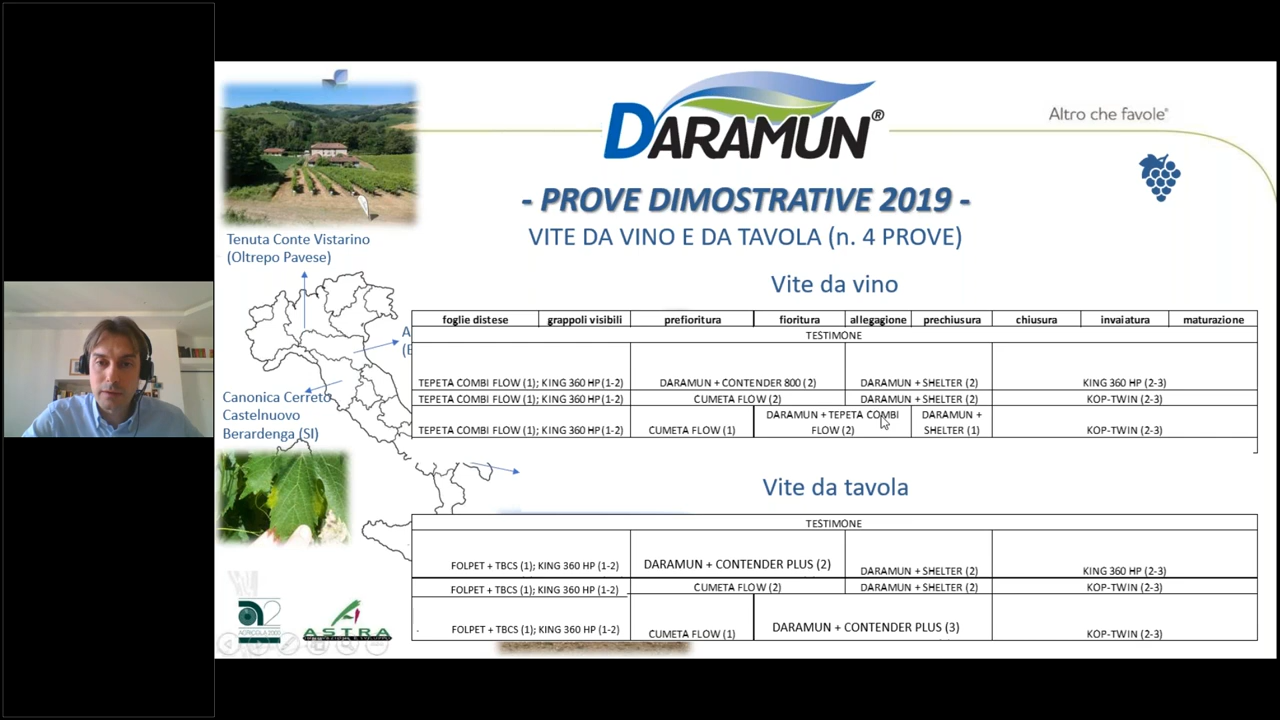 DARAMUN®
Altro che favole®
- PROVE DIMOSTRATIVE 2019 -
VITE DA VINO E DA TAVOLA (n. 4 PROVE)
Tenuta Conte Vistarino
(Oltrepo Pavese)
Canonica Cerreto
Castelnuovo
Berardenga (SI)
Vite da vino
foglie distese grappoli visibili prefioritura fioritura allegagione prechiusura chiusura invaiatura maturazione
TESTIMONE
TEPETA COMBI FLOW (1); KING 360 HP (1-2) DARAMUN + CONTENDER 800 (2) DARAMUN + SHELTER (2) KING 360 HP (2-3)
TEPETA COMBI FLOW (1); KING 360 HP (1-2) CUMETA FLOW (2) DARAMUN + SHELTER (2) KOP-TWIN (2-3)
DARAMUN + TEPETA COMBI DARAMUN +
TEPETA COMBI FLOW (1); KING 360 HP (1-2) CUMETA FLOW (1) FLOW (2) SHELTER (1) KOP-TWIN (2-3)
Vite da tavola
TESTIMONE
FOLPET + TBCS (1); KING 360 HP (1-2) DARAMUN + CONTENDER PLUS (2) DARAMUN + SHELTER (2) KING 360 HP (2-3)
FOLPET + TBCS (1); KING 360 HP (1-2) CUMETA FLOW (2) DARAMUN + SHELTER (2) KOP-TWIN (2-3)
FOLPET + TBCS (1); KING 360 HP (1-2) CUMETA FLOW (1) DARAMUN + CONTENDER PLUS (3) KOP-TWIN (2-3)
AGRICOLA 2000
ASTRA